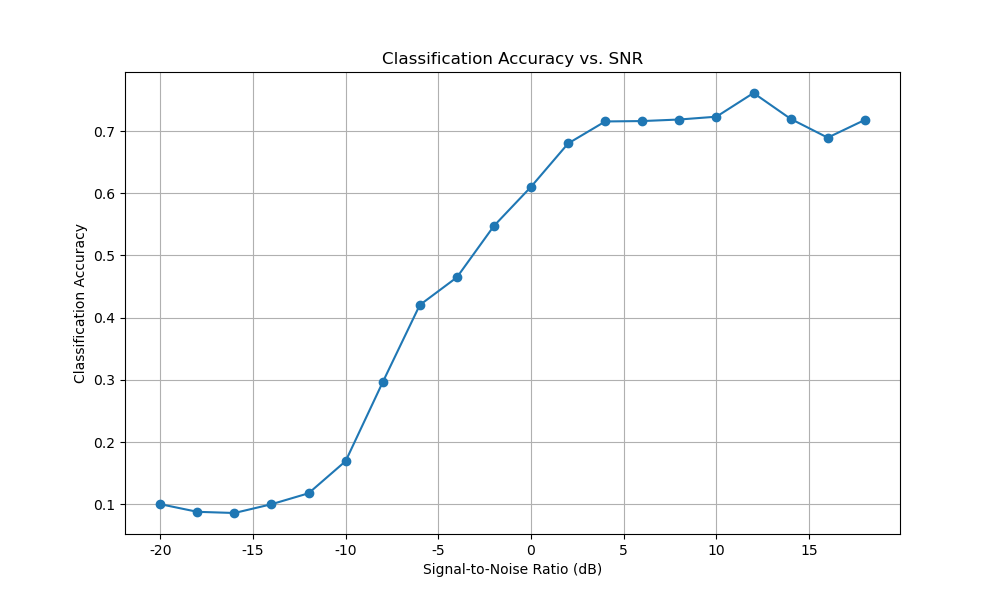 Classification Accuracy vs. SNR
0.7
0.6
0.5
0.4
0.3
0.2
0.1
Classification Accuracy
-20 -15 -10 -5 0 5 10 15
Signal-to-Noise Ratio (dB)